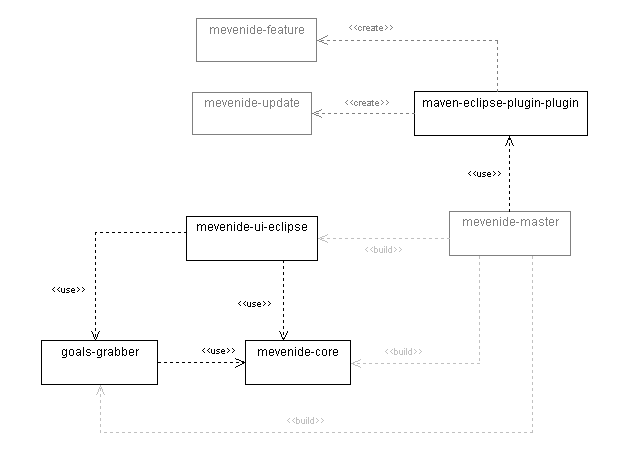 mevenide-feature
<<create>>
mevenide-update
<<create>>
maven-eclipse-plugin-plugin
<<use>>
mevenide-ui-eclipse
mevenide-master
<<build>>
<<use>>
<<use>>
goals-grabber
<<use>>
mevenide-core
<<build>>
<<build>>